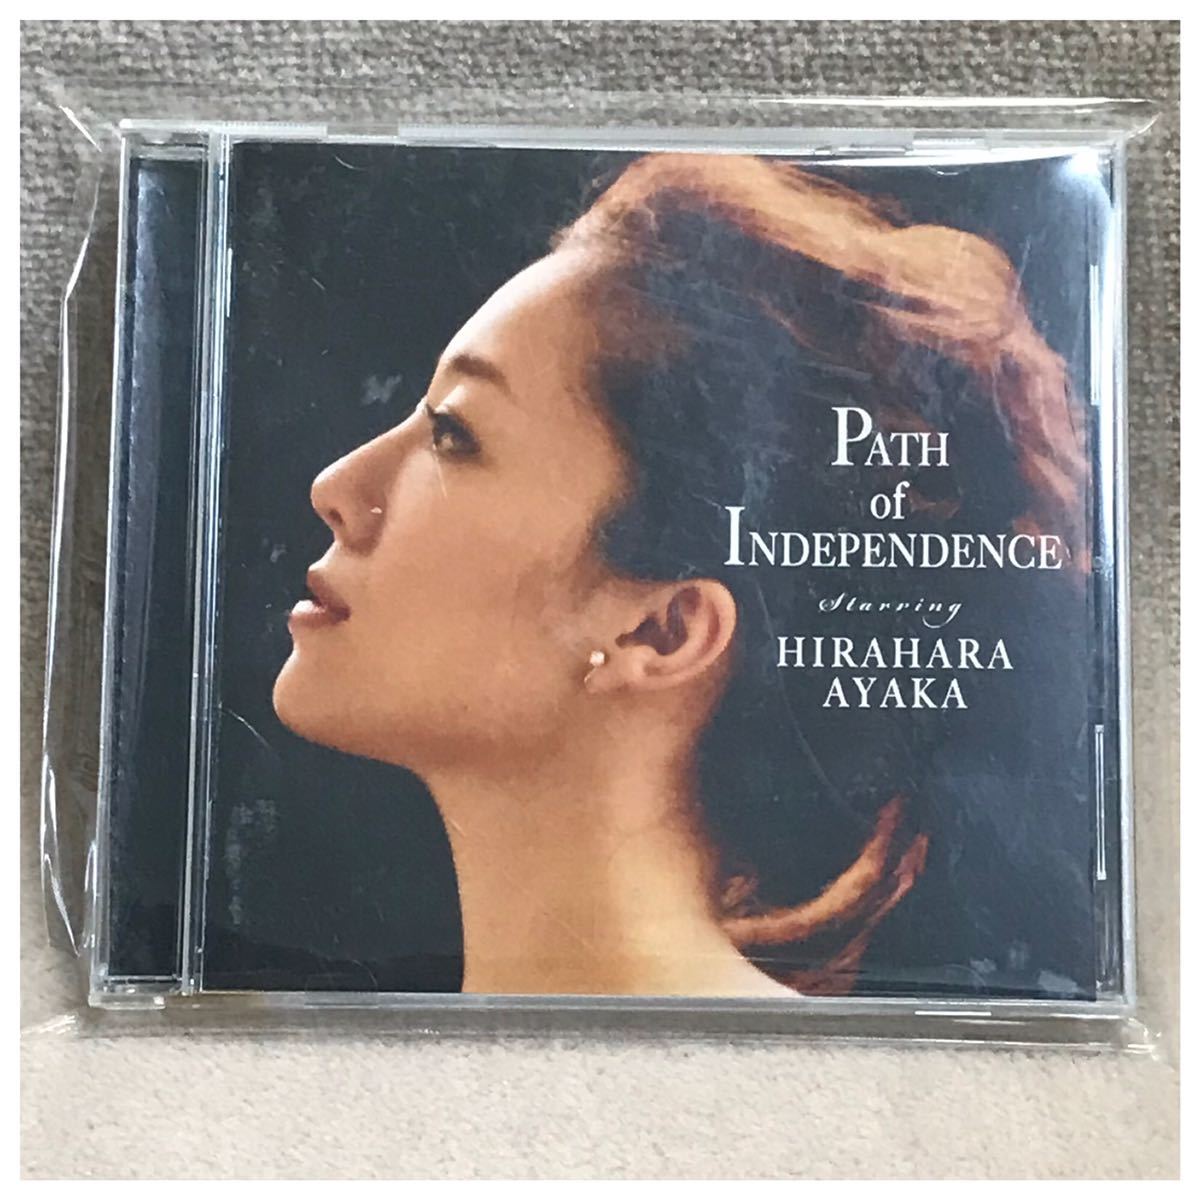 PATH
of
INDEPENDENCE
Starring
HIRAHARA
AYAKA